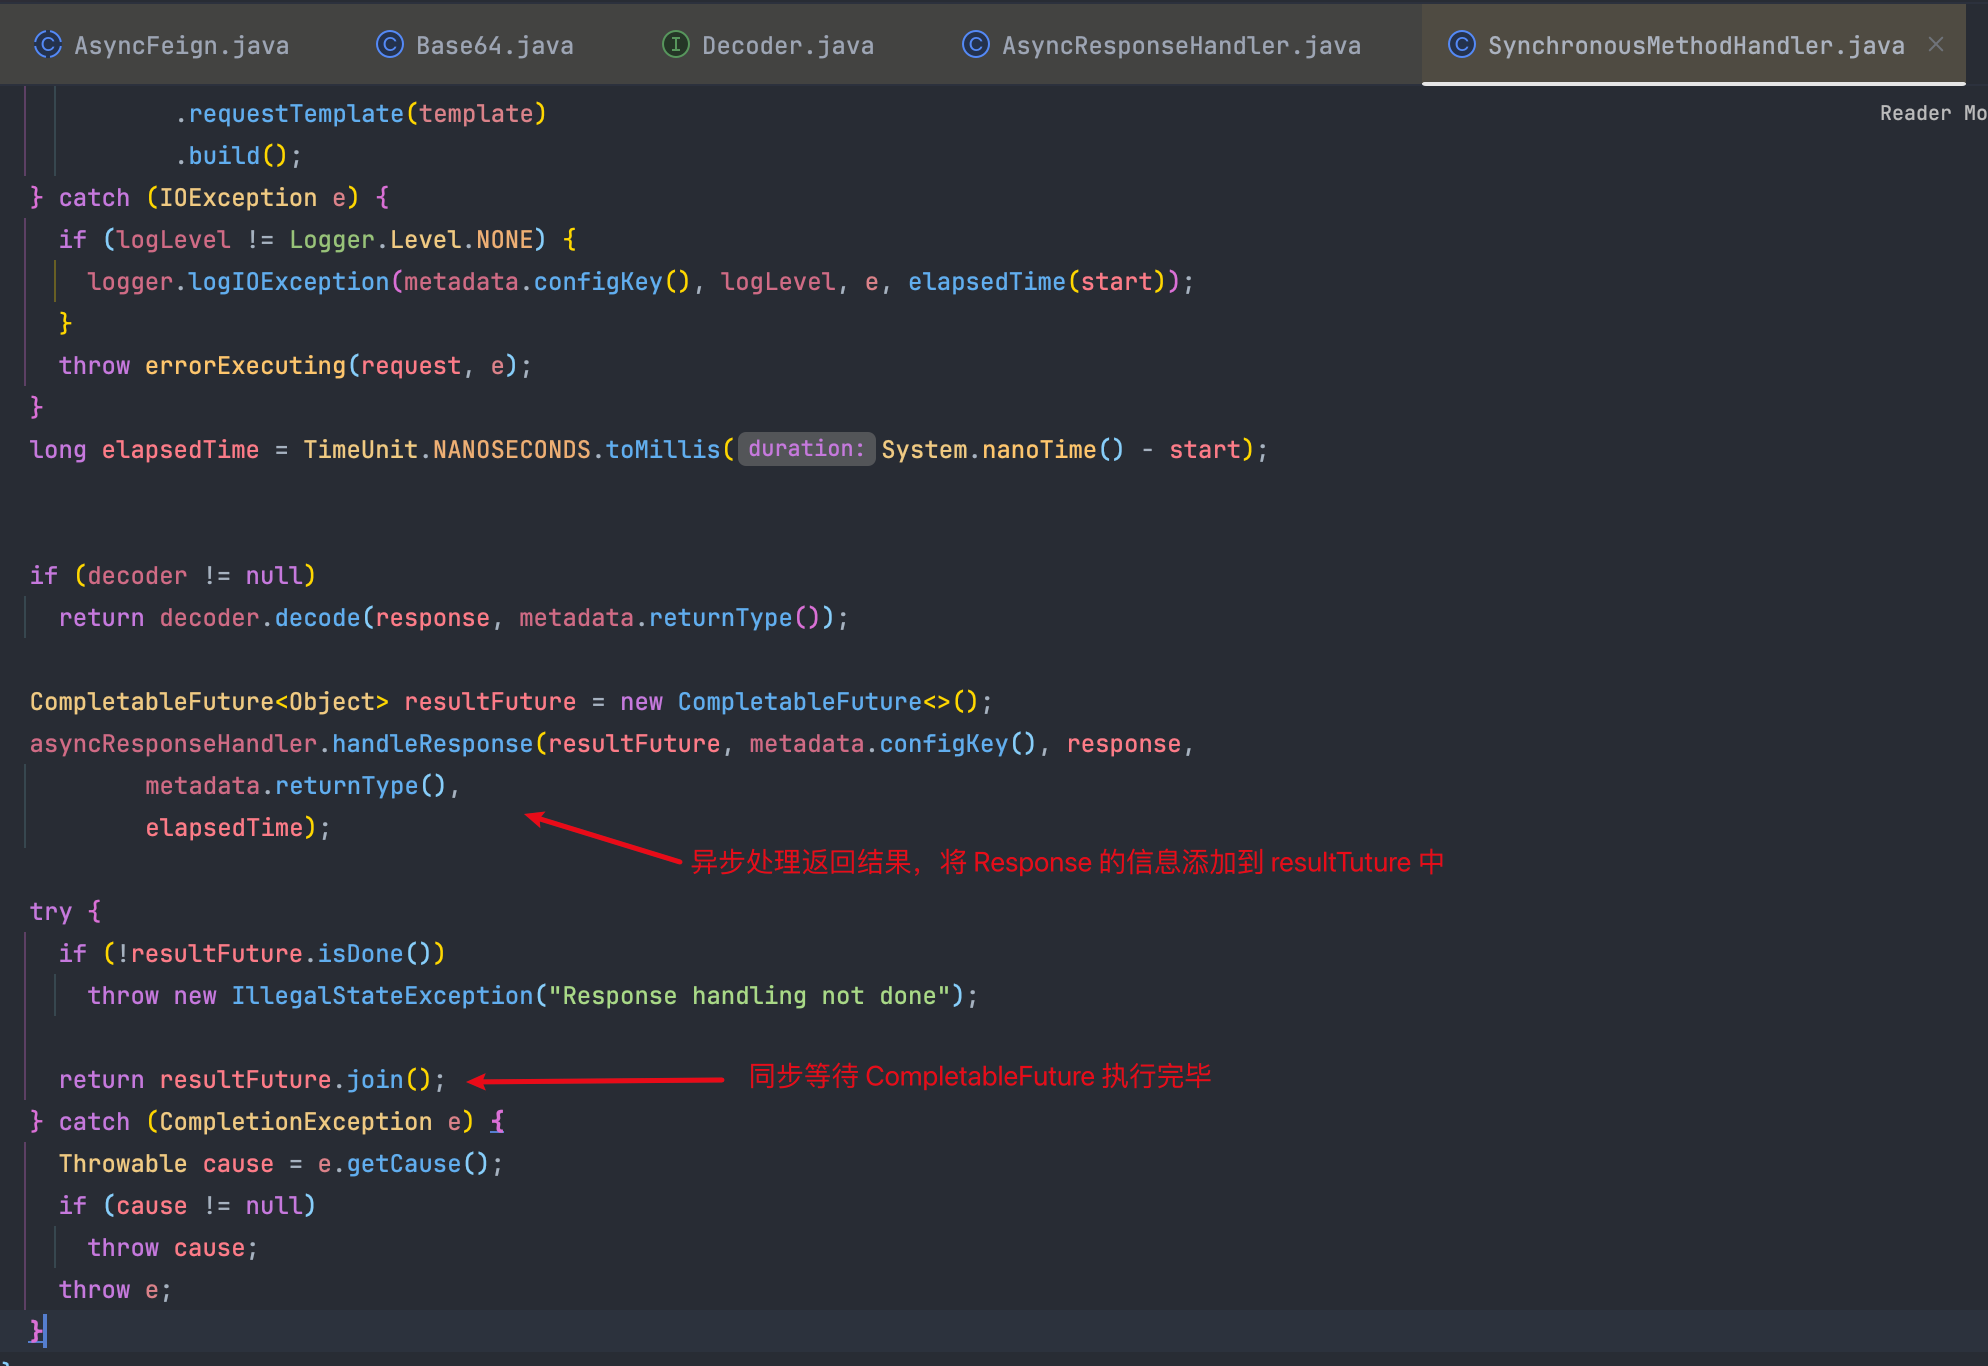 AsyncFeign.java Base64.java Decoder.java AsyncResponseHandler.java SynchronousMethodHandler.java
Reader Mo
.requestTemplate(template)
.build();
} catch (IOException e) {
if (logLevel != Logger.Level.NONE) {
logger.logIOException(metadata.configKey(), logLevel, e, elapsedTime(start));
}
throw errorExecuting(request, e);
}
long elapsedTime = TimeUnit.NANOSECONDS.toMillis( duration: System.nanoTime() - start);
if (decoder != null)
return decoder.decode(response, metadata.returnType());
CompletableFuture<Object> resultFuture = new CompletableFuture<>();
asyncResponseHandler.handleResponse(resultFuture, metadata.configKey(), response,
metadata.returnType(),
elapsedTime);
异步处理返回结果，将 Response 的信息添加到 resultTuture 中
try {
if (!resultFuture.isDone())
throw new IllegalStateException("Response handling not done");
return resultFuture.join();
同步等待 CompletableFuture 执行完毕
} catch (CompletionException e) {
Throwable cause = e.getCause();
if (cause != null)
throw cause;
throw e;
}